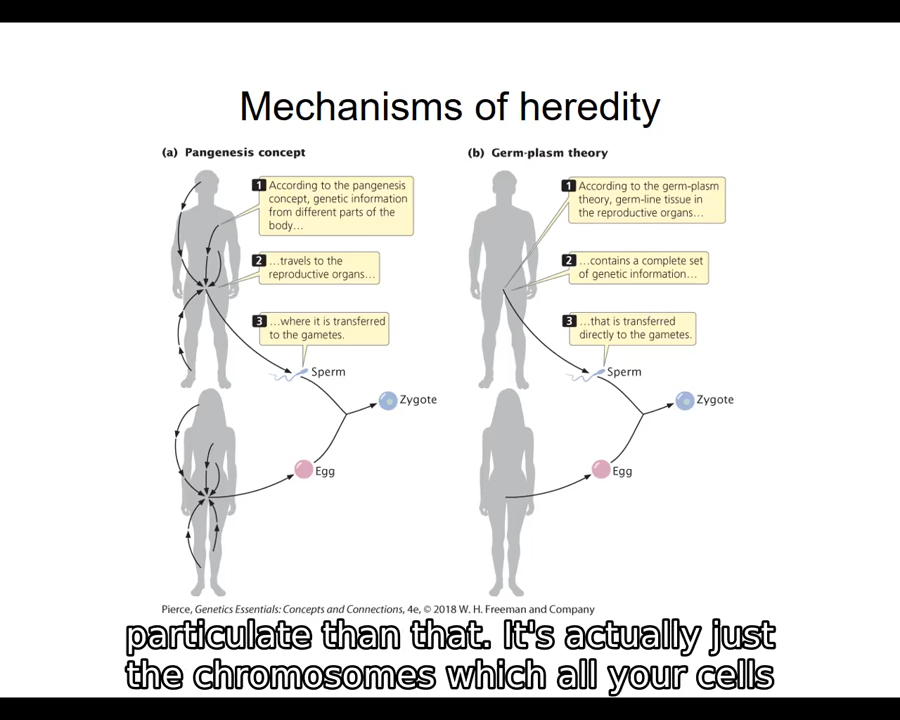 Mechanisms of heredity
(a) Pangenesis concept
1 According to the pangenesis
concept, genetic information
from different parts of the
body…
2 …travels to the
reproductive organs…
3 …where it is transferred
to the gametes.
Sperm
Zygote
Egg
(b) Germ-plasm theory
1 According to the germ-plasm
theory, germ-line tissue in
the reproductive organs…
2 …contains a complete set
of genetic information…
3 …that is transferred
directly to the gametes.
Sperm
Zygote
Egg
Pierce, Genetics Essentials: Concepts and Connections, 4e, © 2018 W. H. Freeman and Company
particulate than that. It's actually just
the chromosomes which all your cells